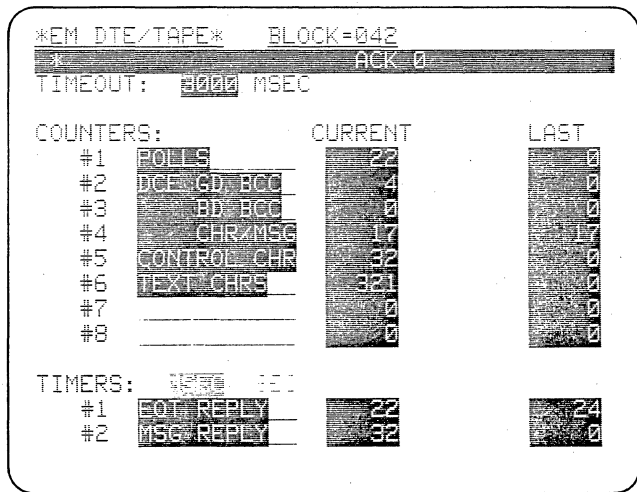 *EM DTE/TAPE* BLOCK=042
* ACK 0
TIMEOUT: 3000 MSEC
COUNTERS: CURRENT LAST
#1 POLLS 22 0
#2 DCE GD BCC 4 0
#3 BD BCC 0 0
#4 CHR/MSG 17 17
#5 CONTROL CHR 32 0
#6 TEXT CHRS 321 0
#7 0 0
#8 0 0
TIMERS:
#1 EOT REPLY 22 24
#2 MSG REPLY 32 0